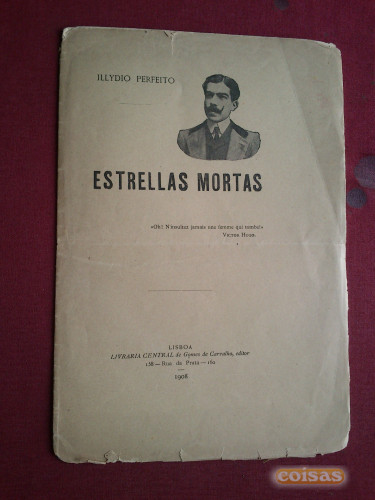 ILLYDIO PERFEITO
ESTRELLAS MORTAS
«Oh! N'insultez jamais une femme qui tombe!»
VICTOR HUGO.
LISBOA
LIVRARIA CENTRAL de Gomes de Carvalho, editor
158—Rua da Prata—160
1908
coisas